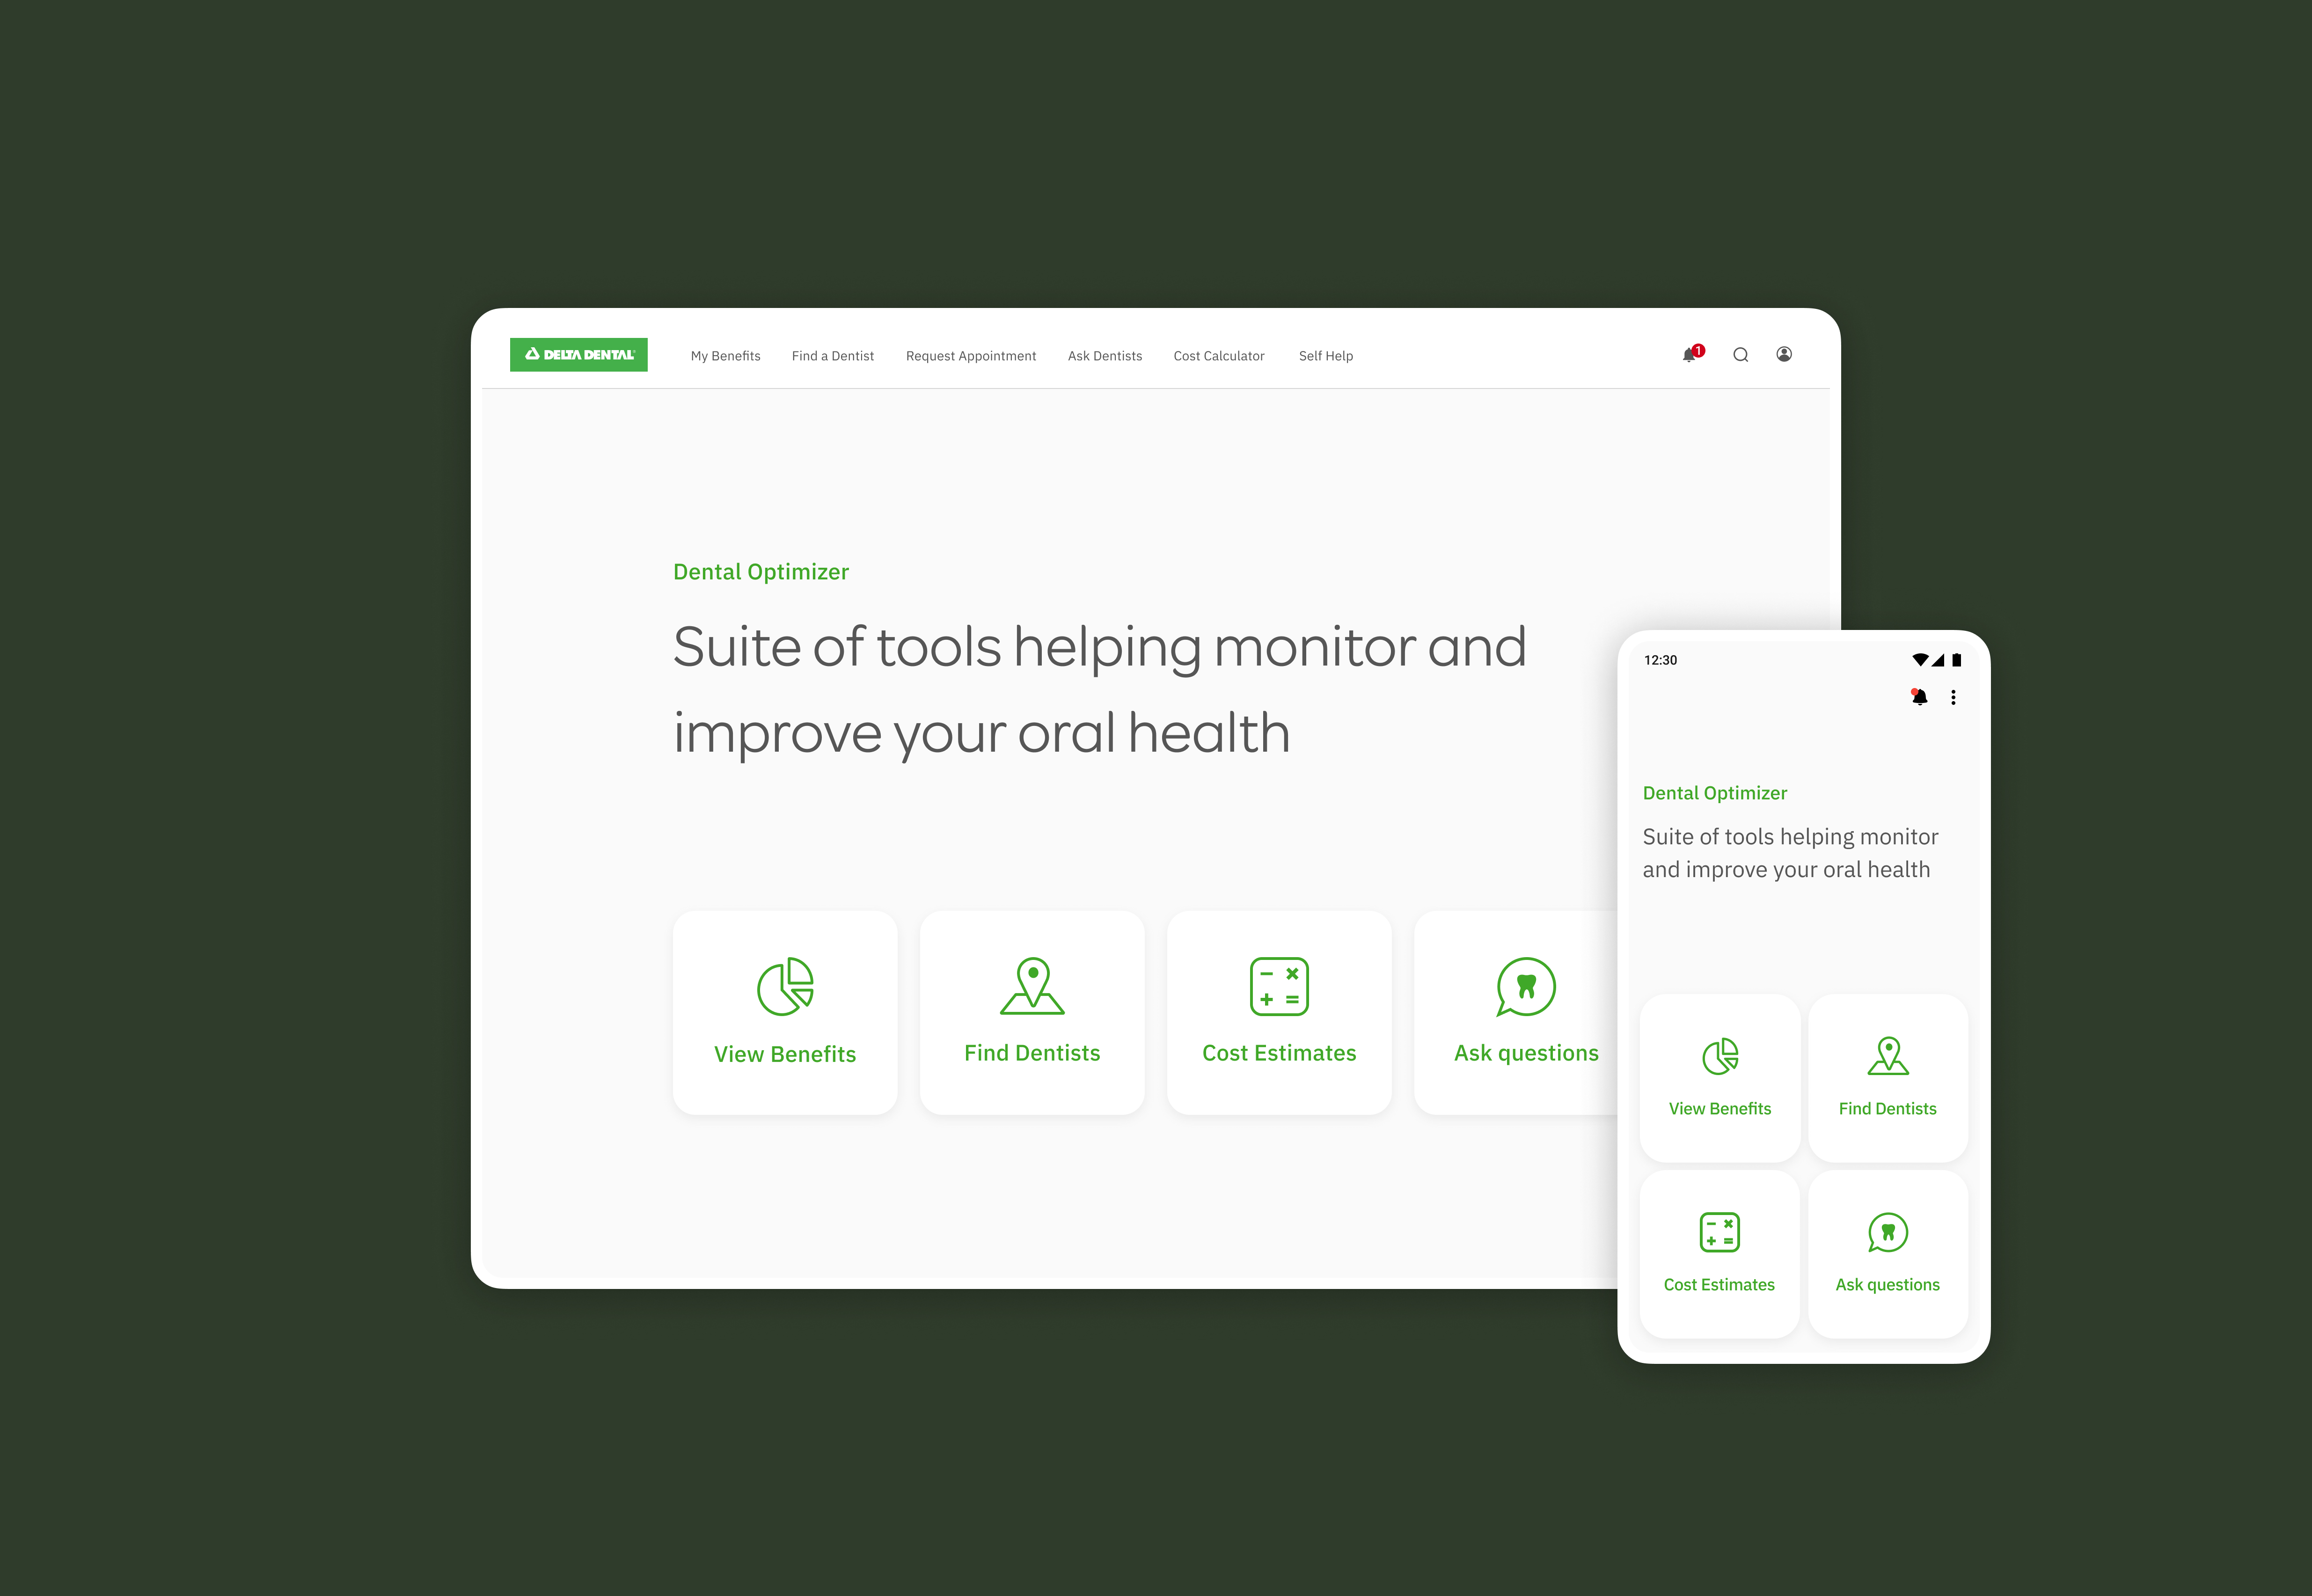 DELTA DENTAL
My Benefits Find a Dentist Request Appointment Ask Dentists Cost Calculator Self Help
1
Dental Optimizer
Suite of tools helping monitor and
improve your oral health
View Benefits
Find Dentists
Cost Estimates
Ask questions
12:30
Dental Optimizer
Suite of tools helping monitor
and improve your oral health
View Benefits
Find Dentists
Cost Estimates
Ask questions